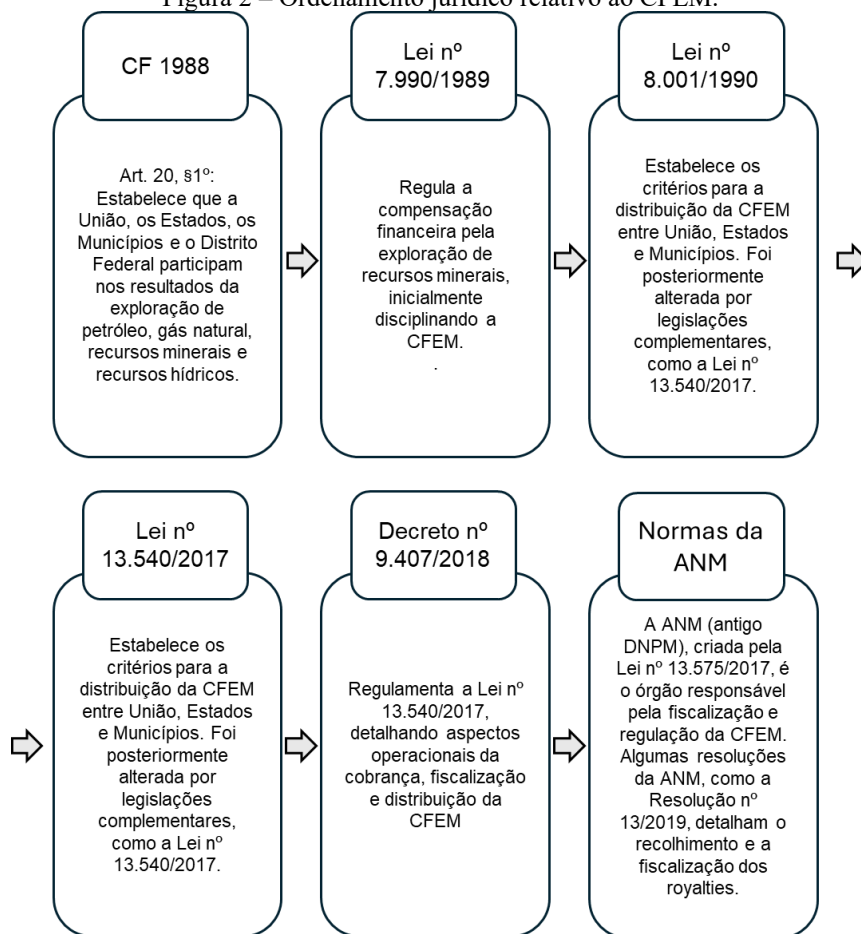 Figura 2 – Ordenamento jurídico relativo ao CFEM.
CF 1988
Art. 20, §1º:
Estabelece que a
União, os Estados, os
Municípios e o Distrito
Federal participam
nos resultados da
exploração de
petróleo, gás natural,
recursos minerais e
recursos hídricos.
Lei nº
7.990/1989
Regula a
compensação
financeira pela
exploração de
recursos minerais,
inicialmente
disciplinando a
CFEM.
.
Lei nº
8.001/1990
Estabelece os
critérios para a
distribuição da CFEM
entre União, Estados
e Municípios. Foi
posteriormente
alterada por
legislações
complementares,
como a Lei nº
13.540/2017.
Lei nº
13.540/2017
Estabelece os
critérios para a
distribuição da CFEM
entre União, Estados
e Municípios. Foi
posteriormente
alterada por
legislações
complementares,
como a Lei nº
13.540/2017.
Decreto nº
9.407/2018
Regulamenta a Lei nº
13.540/2017,
detalhando aspectos
operacionais da
cobrança, fiscalização
e distribuição da
CFEM
Normas da
ANM
A ANM (antigo
DNPM), criada pela
Lei nº 13.575/2017, é
o órgão responsável
pela fiscalização e
regulação da CFEM.
Algumas resoluções
da ANM, como a
Resolução nº
13/2019, detalham o
recolhimento e a
fiscalização dos
royalties.